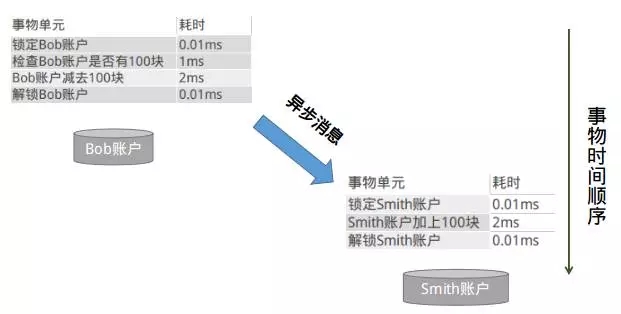 事物单元 耗时
锁定Bob账户 0.01ms
检查Bob账户是否有100块 1ms
Bob账户减去100块 2ms
解锁Bob账户 0.01ms
Bob账户
异步消息
事物单元 耗时
锁定Smith账户 0.01ms
Smith账户加上100块 2ms
解锁Smith账户 0.01ms
Smith账户
事物时间顺序